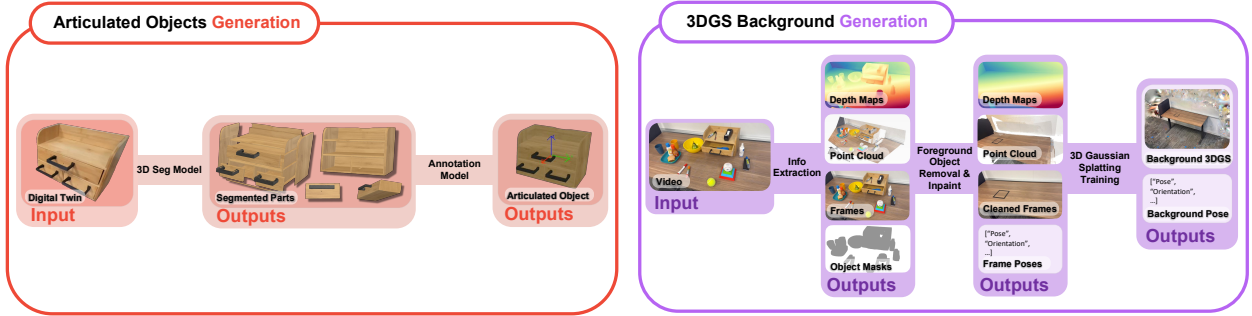 Articulated Objects Generation
Digital Twin
Input
3D Seg Model
Segmented Parts
Outputs
Annotation
Model
Articulated Object
Outputs
3DGS Background Generation
Video
Input
Info
Extraction
Depth Maps
Point Cloud
Frames
Object Masks
Outputs
Foreground
Object
Removal &
Inpaint
Depth Maps
Point Cloud
Cleaned Frames
["Pose",
"Orientation",
...]
Frame Poses
Outputs
3D Gaussian
Splatting
Training
Background 3DGS
["Pose",
"Orientation",
...]
Background Pose
Outputs